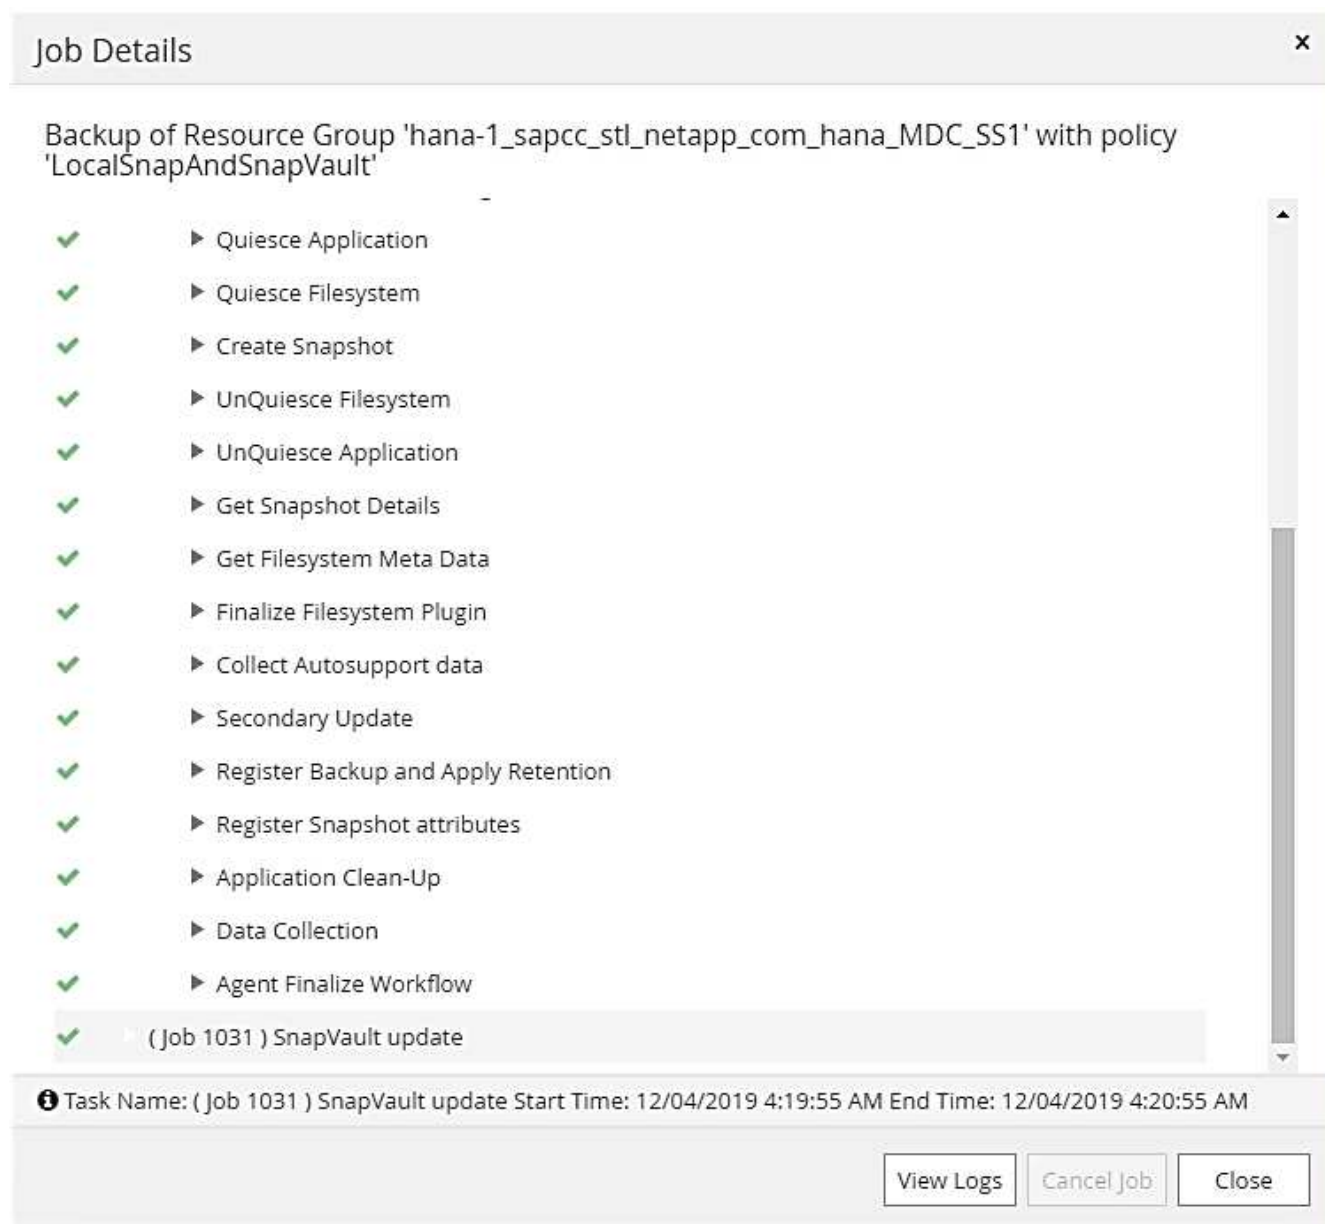 Job Details
Backup of Resource Group 'hana-1_sapcc_stl_netapp_com_hana_MDC_SS1' with policy
'LocalSnapAndSnapVault'
Quiesce Application
Quiesce Filesystem
Create Snapshot
UnQuiesce Filesystem
UnQuiesce Application
Get Snapshot Details
Get Filesystem Meta Data
Finalize Filesystem Plugin
Collect Autosupport data
Secondary Update
Register Backup and Apply Retention
Register Snapshot attributes
Application Clean-Up
Data Collection
Agent Finalize Workflow
( Job 1031 ) SnapVault update
Task Name: ( Job 1031 ) SnapVault update Start Time: 12/04/2019 4:19:55 AM End Time: 12/04/2019 4:20:55 AM
View Logs Cancel Job Close